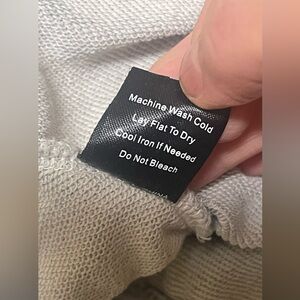 Machine Wash Cold
Lay Flat To Dry
Cool Iron If Needed
Do Not Bleach